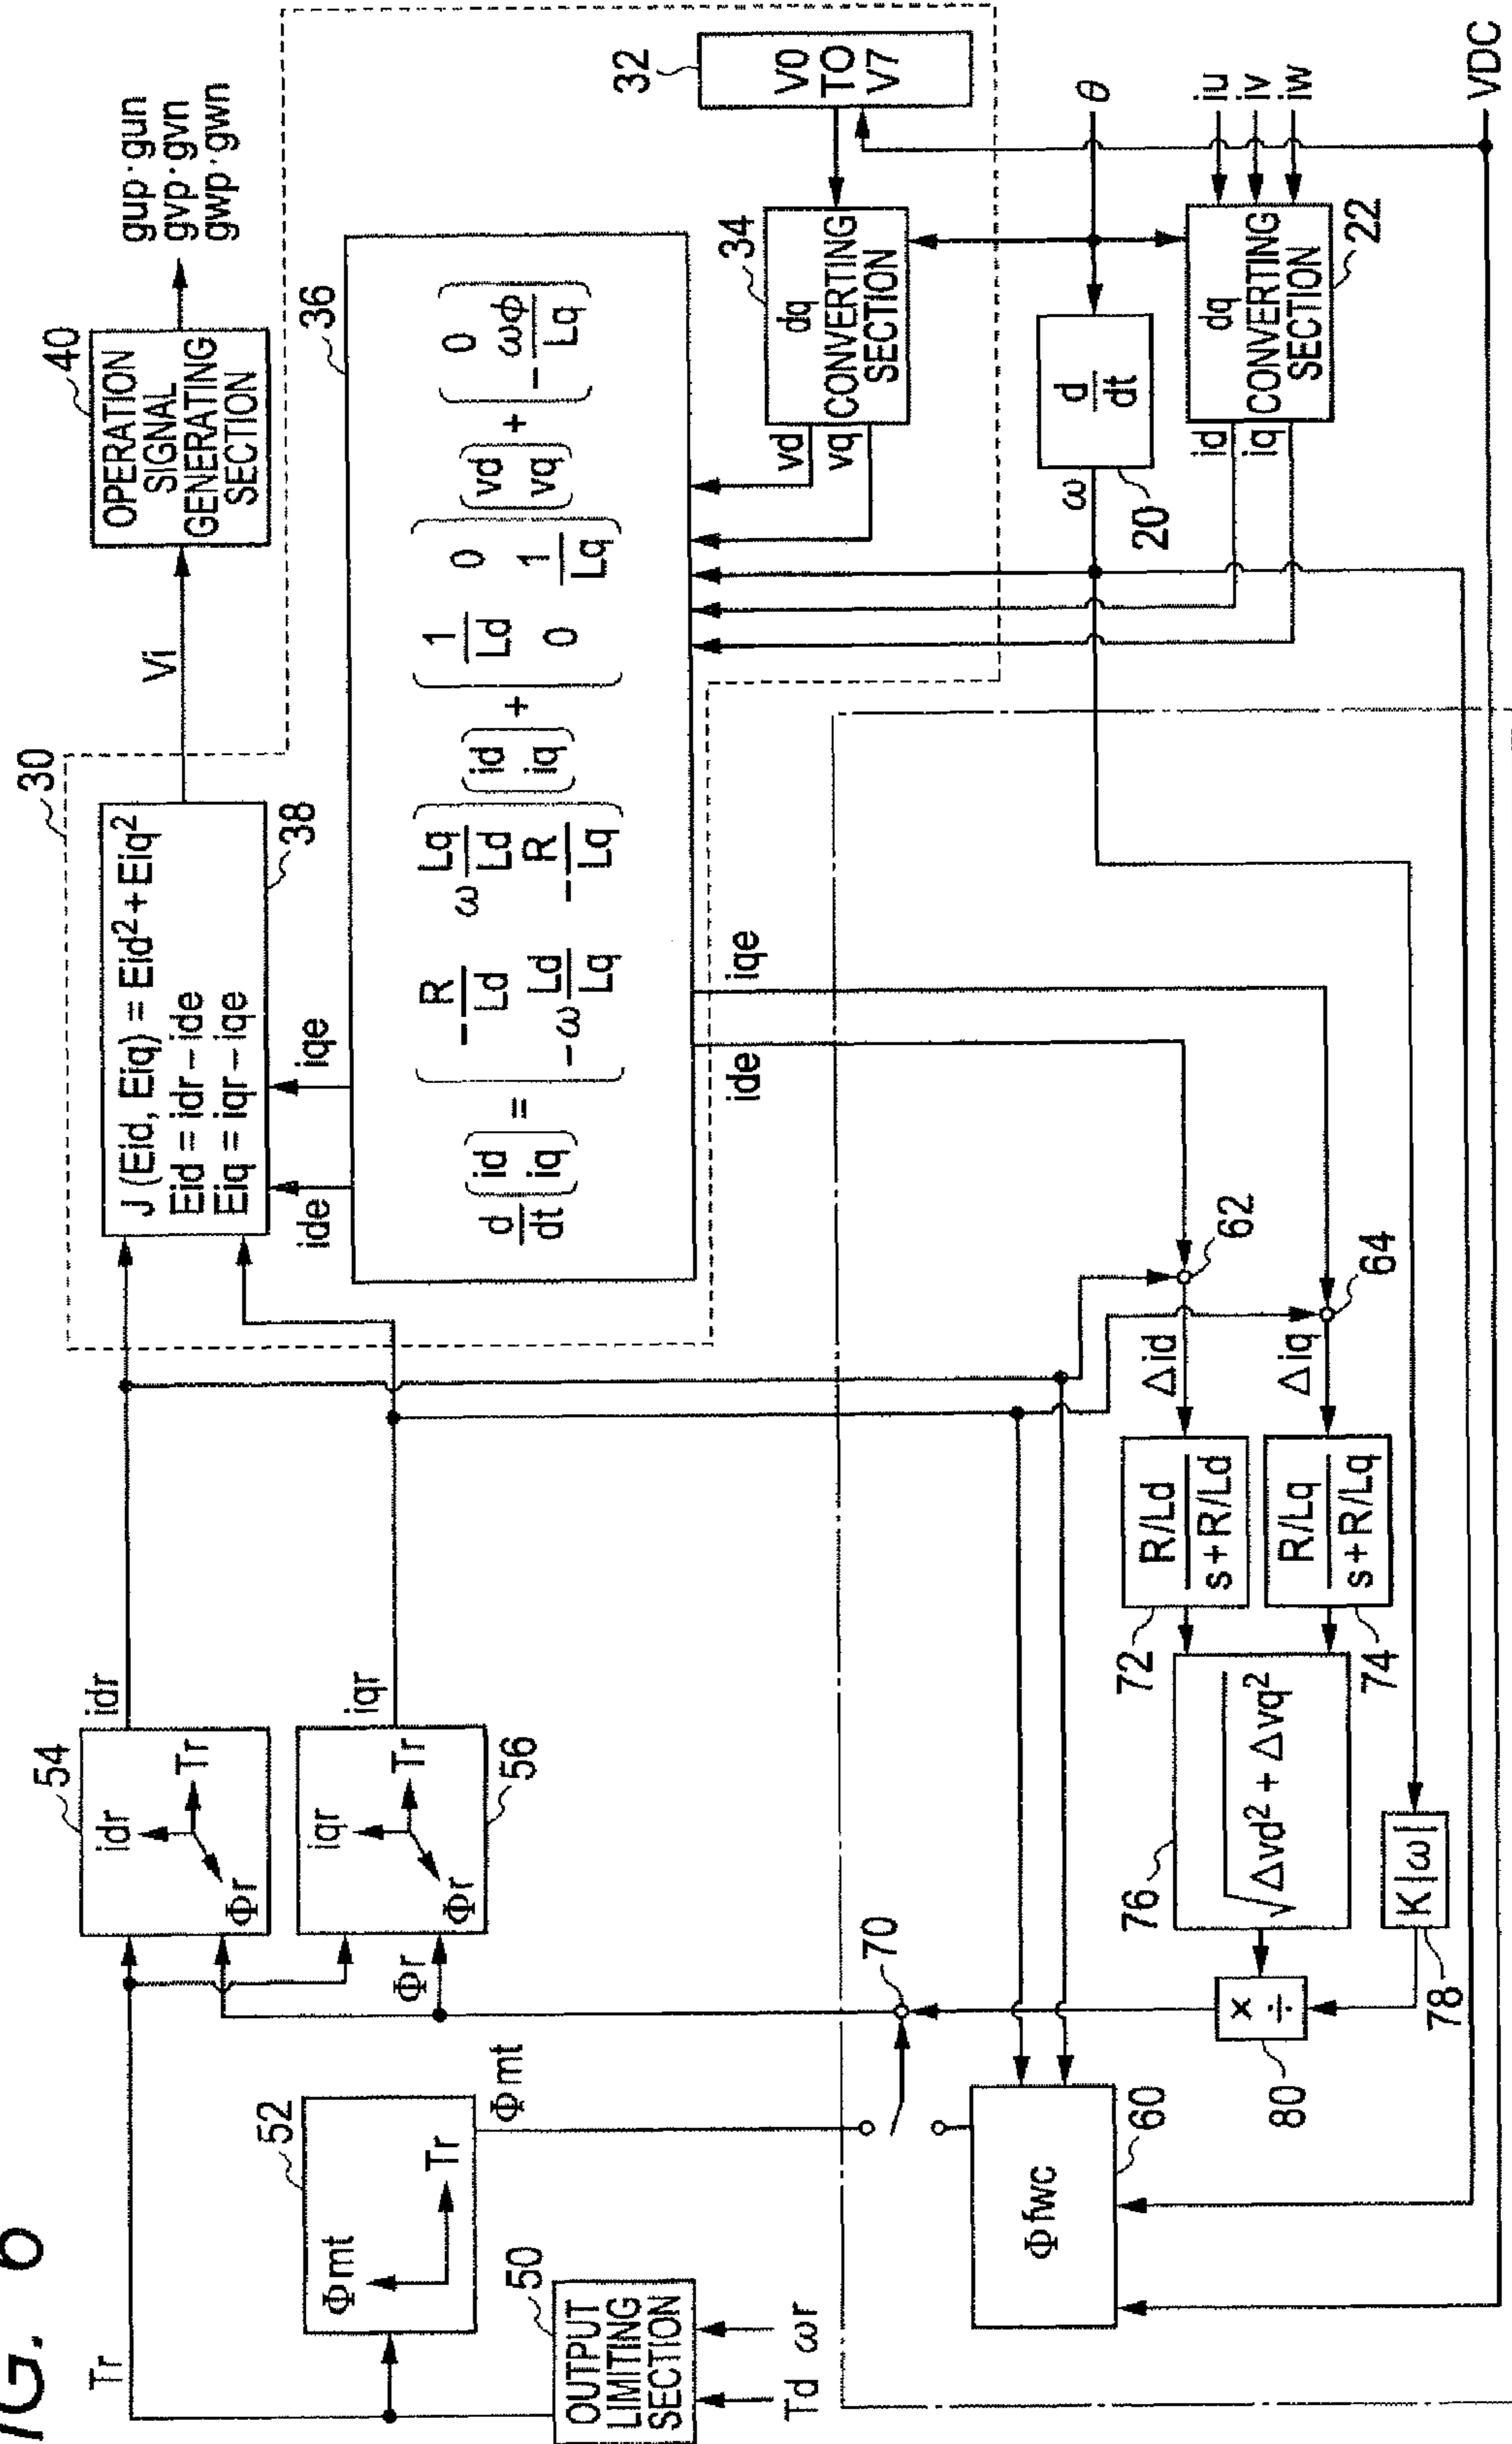 FIG. 6
Tr
50
OUTPUT
LIMITING
SECTION
Td
ωr
52
Φmt
Tr
Φmt
54
idr
Tr
Φr
idr
56
iqr
Tr
Φr
iqr
Φr
30
J (Eid, Eiq) = Eid² + Eiq²
Eid = idr – ide
Eiq = iqr – iqe
38
Vi
40
OPERATION
SIGNAL
GENERATING
SECTION
gup·gun
gvp·gvn
gwp·gwn
ide
iqe
36
d/dt (id iq) = (-R/Ld ω Lq/Ld -ω Ld/Lq -R/Lq) (id iq) + (1/Ld 0 0 1/Lq) (vd vq) + (0 -ωφ/Lq)
ide
iqe
32
V0
TO
V7
34
dq
CONVERTING
SECTION
vd
vq
θ
d/dt
20
ω
iu
iv
iw
dq
CONVERTING
SECTION
22
id
iq
VDC
70
60
Φfwc
62
64
Δid
Δiq
R/Ld
s+R/Ld
72
R/Lq
s+R/Lq
74
76
√Δvd² + Δvq²
K|ω|
78
×
÷
80